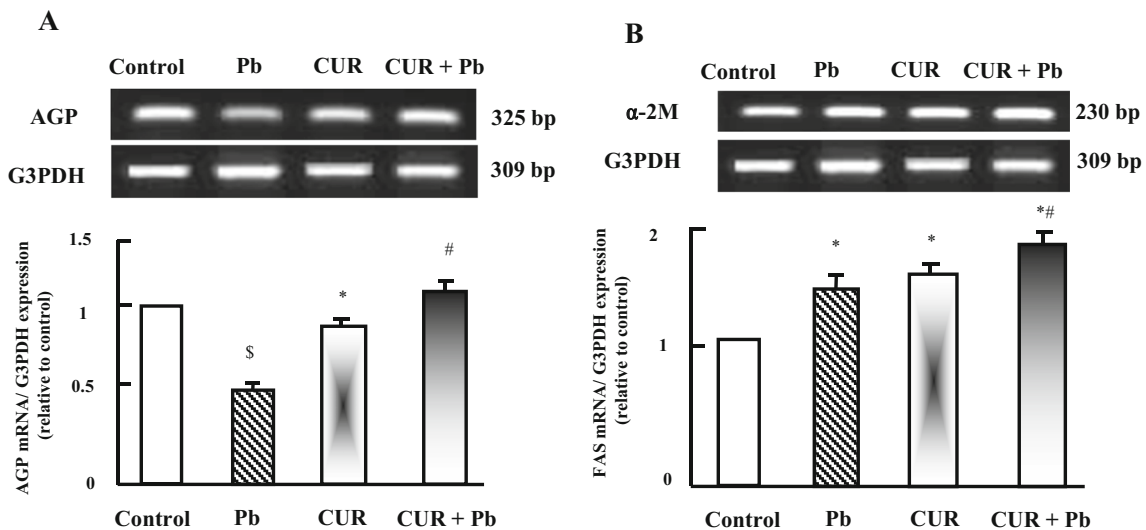 A
Control Pb CUR CUR + Pb
AGP 325 bp
G3PDH 309 bp
AGP mRNA/ G3PDH expression
(relative to control)
1.5
1
0.5
0
$
*
#
Control Pb CUR CUR + Pb
B
Control Pb CUR CUR + Pb
α-2M 230 bp
G3PDH 309 bp
FAS mRNA/ G3PDH expression
(relative to control)
2
1
0
*
*
*#
Control Pb CUR CUR + Pb